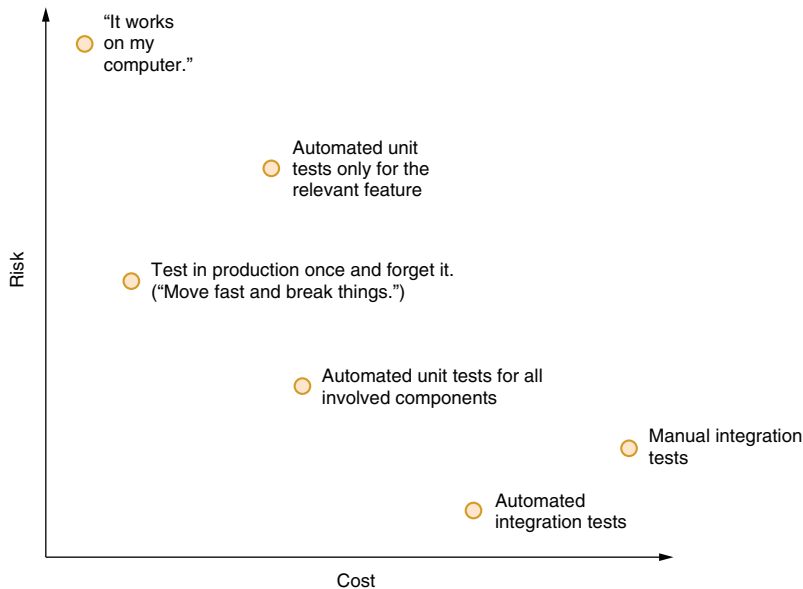 “It works
on my
computer.”
Automated unit
tests only for the
relevant feature
Risk
Test in production once and forget it.
(“Move fast and break things.”)
Automated unit tests for all
involved components
Manual integration
tests
Automated
integration tests
Cost